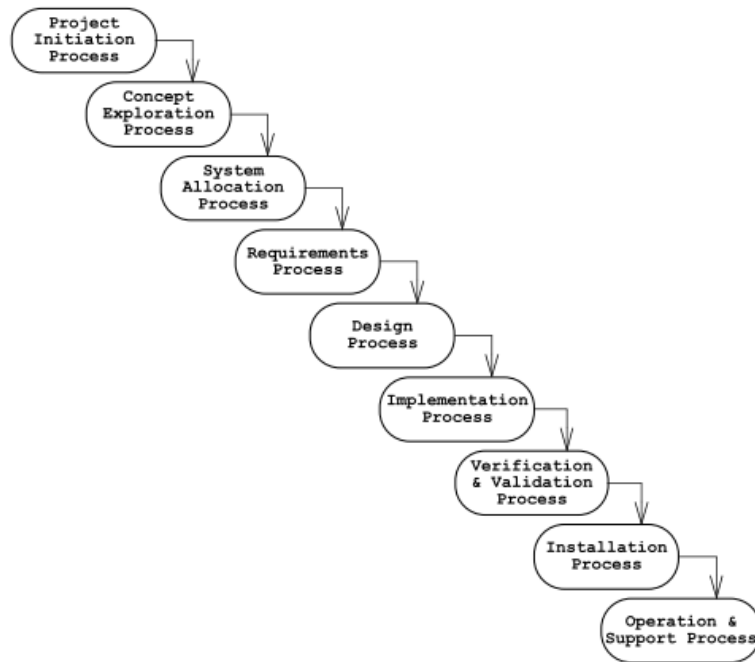 Project
Initiation
Process
Concept
Exploration
Process
System
Allocation
Process
Requirements
Process
Design
Process
Implementation
Process
Verification
& Validation
Process
Installation
Process
Operation &
Support Process